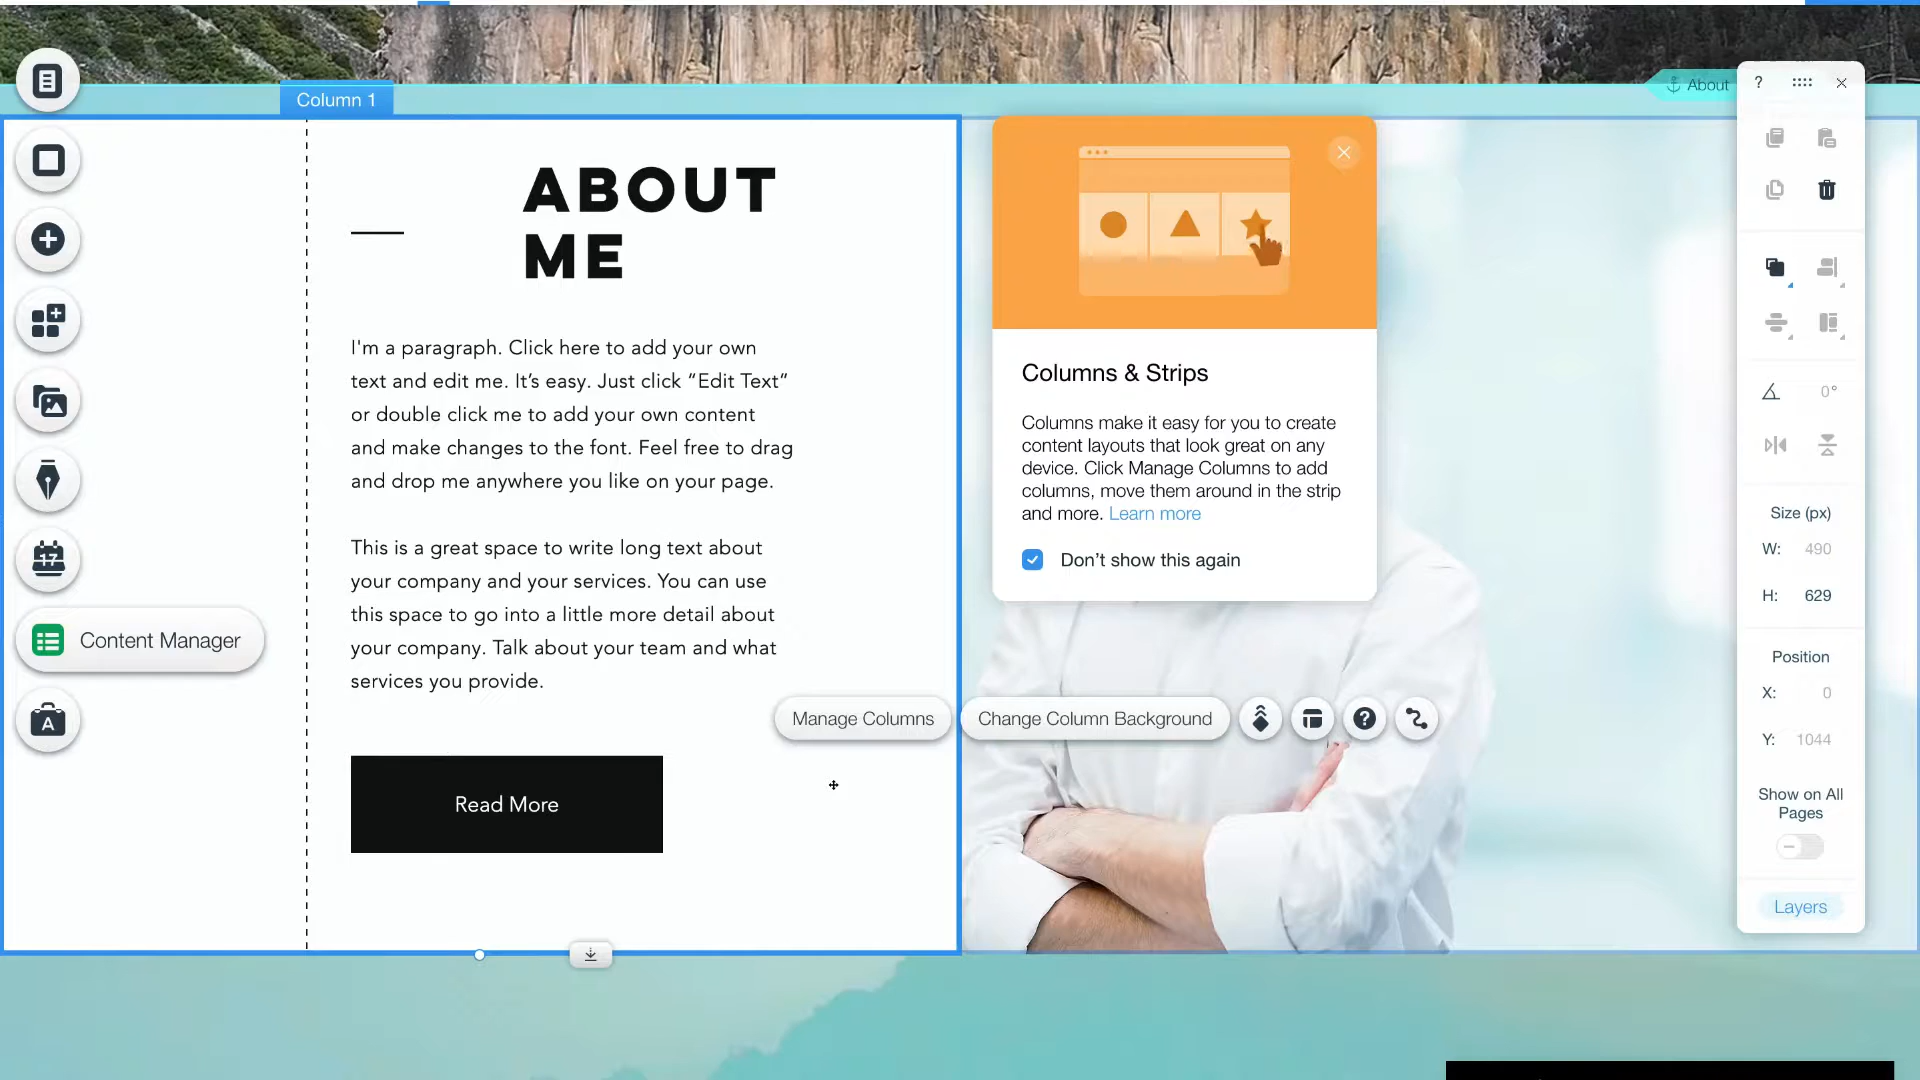 Column 1
About
ABOUT
ME
I'm a paragraph. Click here to add your own
text and edit me. It's easy. Just click “Edit Text”
or double click me to add your own content
and make changes to the font. Feel free to drag
and drop me anywhere you like on your page.
This is a great space to write long text about
your company and your services. You can use
this space to go into a little more detail about
your company. Talk about your team and what
services you provide.
Read More
17
Content Manager
A
Columns & Strips
Columns make it easy for you to create
content layouts that look great on any
device. Click Manage Columns to add
columns, move them around in the strip
and more. Learn more
Don't show this again
Manage Columns
Change Column Background
?
?
0°
Size (px)
W: 490
H: 629
Position
X: 0
Y: 1044
Show on All
Pages
Layers